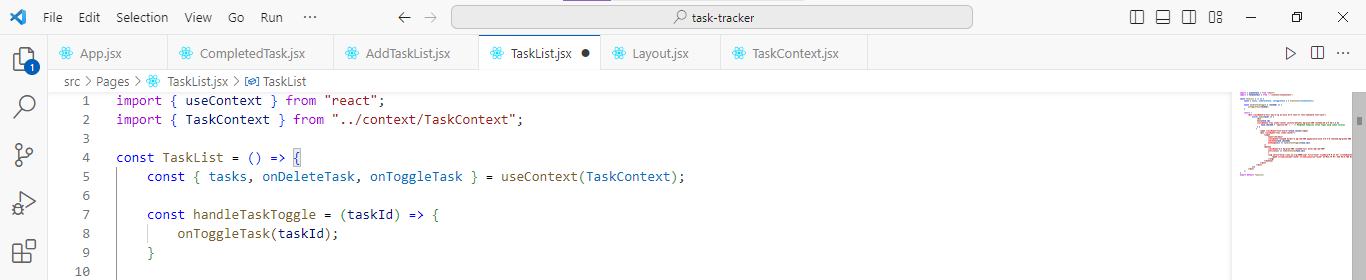 File Edit Selection View Go Run ··· task-tracker
App.jsx CompletedTask.jsx AddTaskList.jsx TaskList.jsx Layout.jsx TaskContext.jsx
1
src > Pages > TaskList.jsx > TaskList
1 import { useContext } from "react";
2 import { TaskContext } from "../context/TaskContext";
3
4 const TaskList = () => {
5 const { tasks, onDeleteTask, onToggleTask } = useContext(TaskContext);
6
7 const handleTaskToggle = (taskId) => {
8 onToggleTask(taskId);
9 }
10